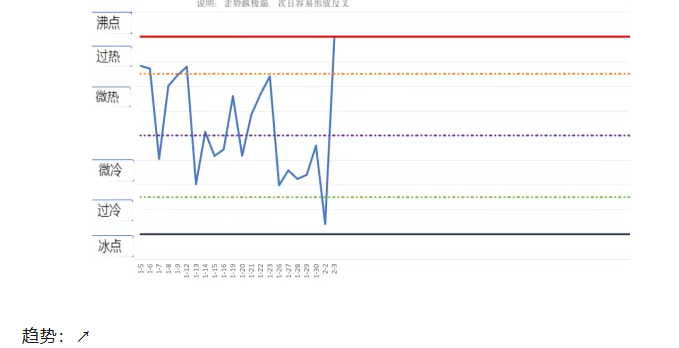 说明：走势越极端，次日容易形成反叉
沸点
过热
微热
微冷
过冷
冰点
1-5 1-6 1-7 1-8 1-9 1-12 1-13 1-14 1-15 1-16 1-19 1-20 1-21 1-22 1-23 1-26 1-27 1-28 1-29 1-30 2-2 2-3
趋势：↗